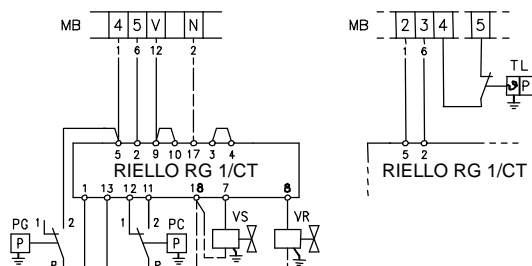 MB 4 5 V N
1 6 12 2
5 2 9 10 17 3 4
RIELLO RG 1/CT
1 13 12 11 18 7 8
PG 1 2
P
1 2 PC
P
VS
VR
MB 2 3 4 5
1 6
TL
P
5 2
RIELLO RG 1/CT